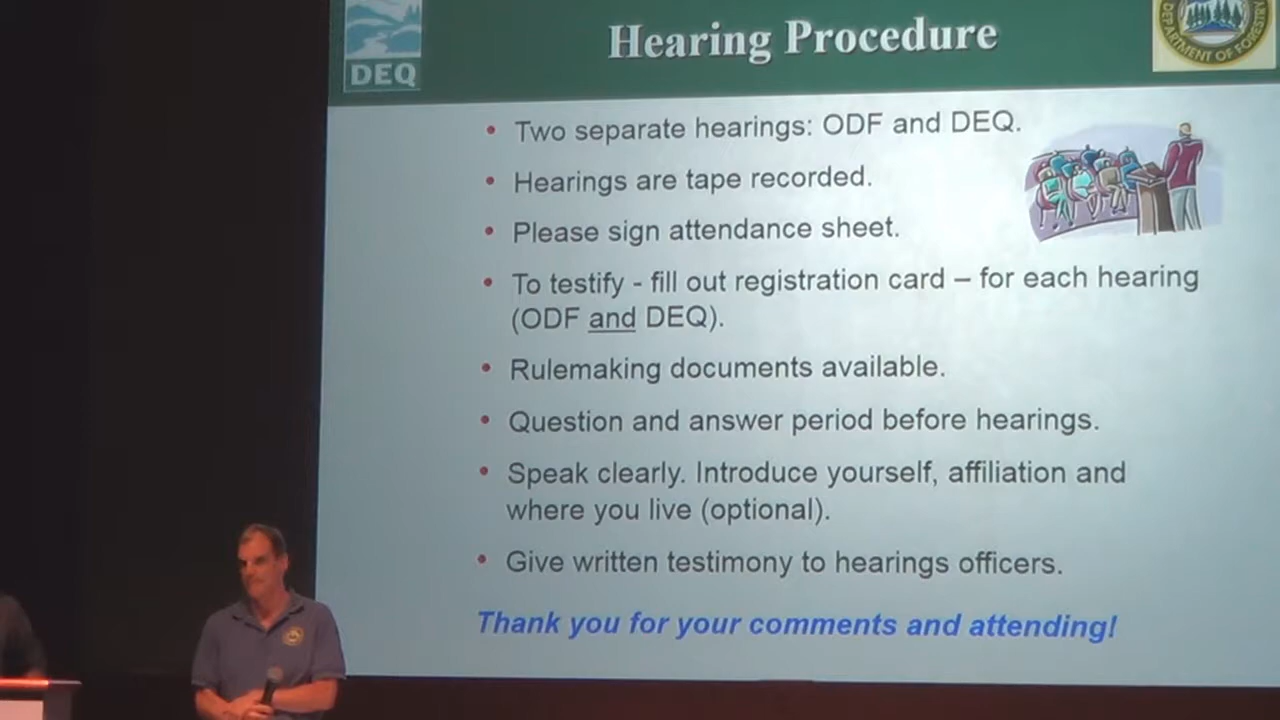 Hearing Procedure
DEQ
DEPARTMENT OF FORESTRY
• Two separate hearings: ODF and DEQ.
• Hearings are tape recorded.
• Please sign attendance sheet.
• To testify - fill out registration card – for each hearing
(ODF and DEQ).
• Rulemaking documents available.
• Question and answer period before hearings.
• Speak clearly. Introduce yourself, affiliation and
where you live (optional).
• Give written testimony to hearings officers.
Thank you for your comments and attending!